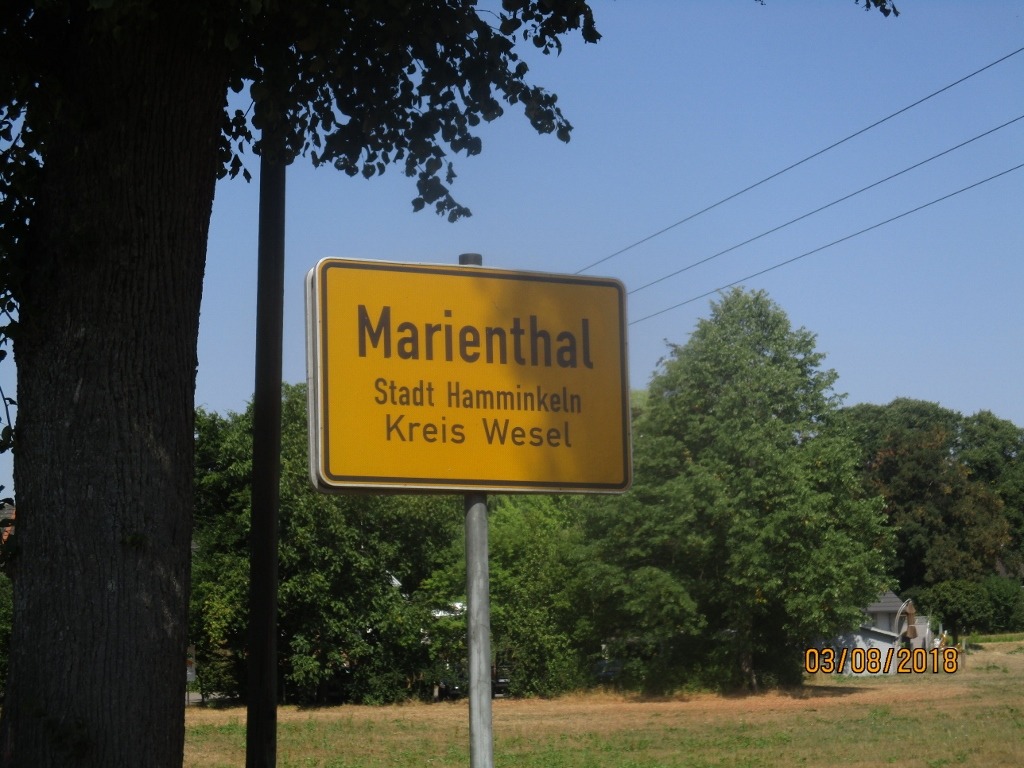 Marienthal
Stadt Hamminkeln
Kreis Wesel
03/08/2018